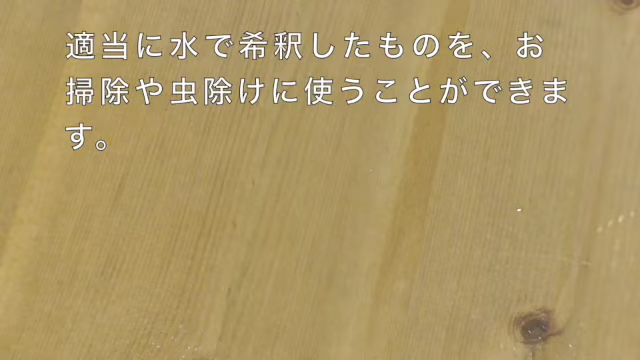 適当に水で希釈したものを、お
掃除や虫除けに使うことができま
す。